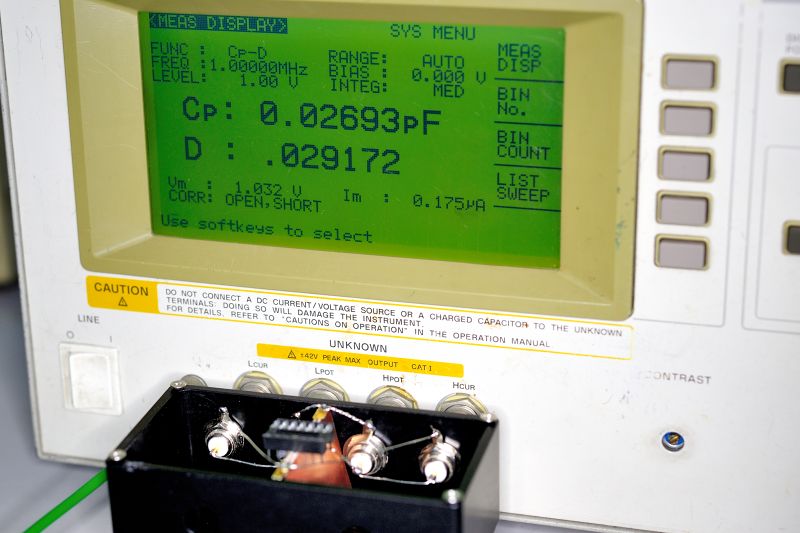 <MEAS DISPLAY>
SYS MENU
FUNC : Cp-D
RANGE: AUTO
FREQ :1.00000MHz
BIAS : 0.000 V
LEVEL: 1.00 V
INTEG: MED
Cp: 0.02693pF
D : .029172
Vm : 1.032 V
Im : 0.175µA
CORR: OPEN,SHORT
Use softkeys to select
MEAS
DISP
BIN
No.
BIN
COUNT
LIST
SWEEP
CAUTION
DO NOT CONNECT A DC CURRENT/VOLTAGE SOURCE OR A CHARGED CAPACITOR TO THE UNKNOWN
TERMINALS. DOING SO WILL DAMAGE THE INSTRUMENT.
FOR DETAILS, REFER TO "CAUTIONS ON OPERATION" IN THE OPERATION MANUAL
LINE
O I
UNKNOWN
±42V PEAK MAX OUTPUT CAT I
LCUR LPOT HPOT HCUR
CONTRAST